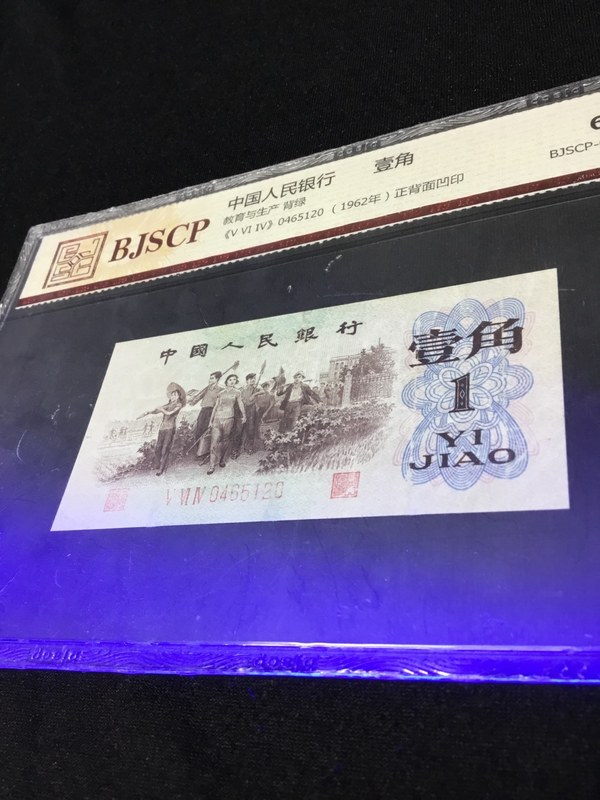 BJSCP
中国人民银行 壹角
教育与生产 背绿
《V VI IV》0465120 （1962年）正背面凹印
6
BJSCP-
中國人民銀行
壹角
1
YI
JIAO
V VI IV 0465120